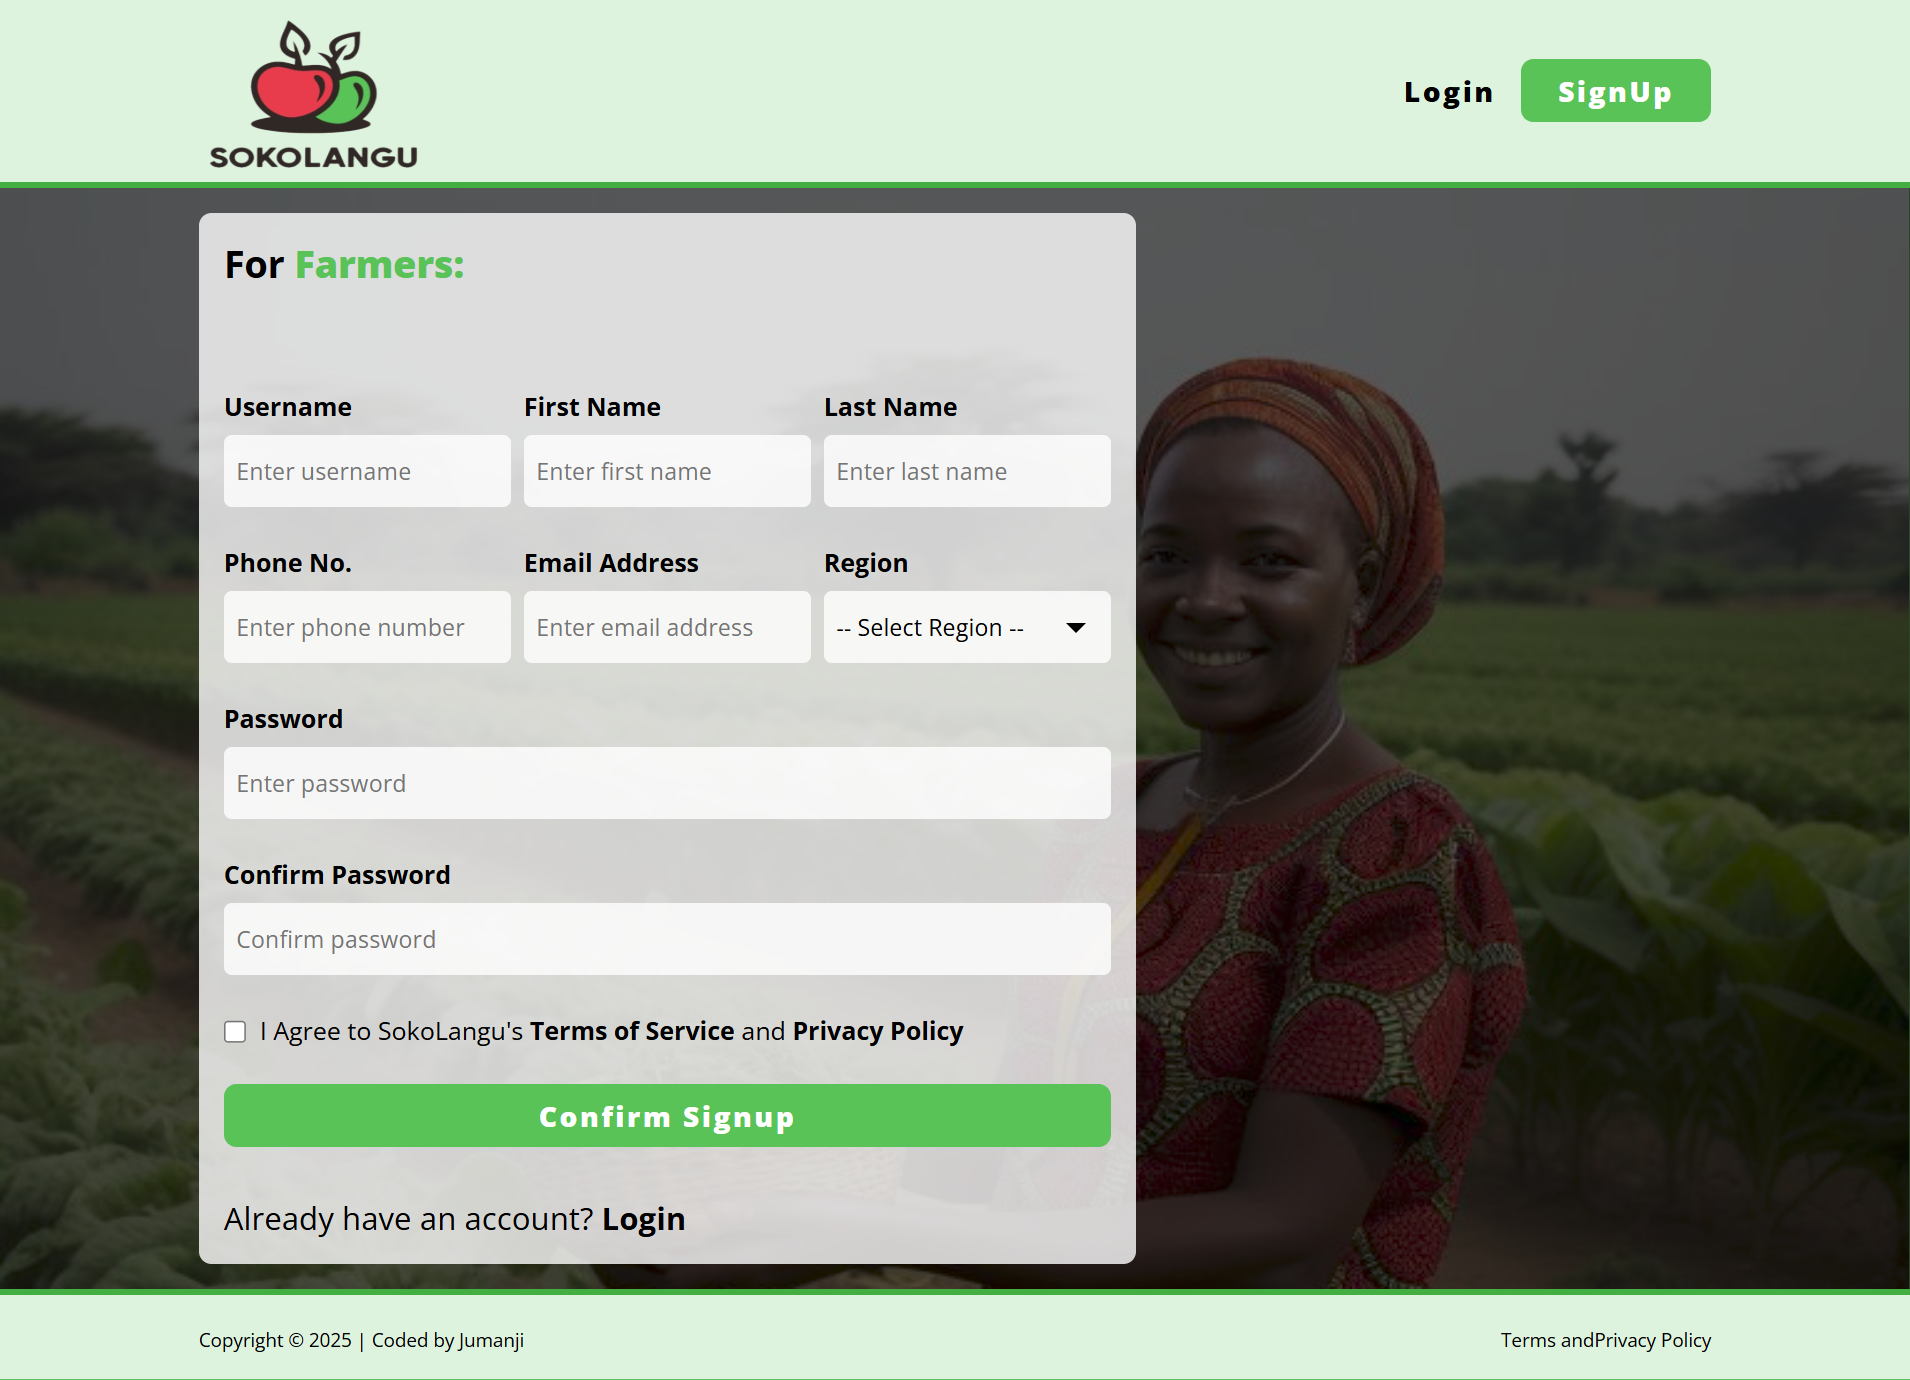 SOKOLANGU
Login
SignUp
For Farmers:
Username
First Name
Last Name
Enter username
Enter first name
Enter last name
Phone No.
Email Address
Region
Enter phone number
Enter email address
-- Select Region --
Password
Enter password
Confirm Password
Confirm password
I Agree to SokoLangu's Terms of Service and Privacy Policy
Confirm Signup
Already have an account? Login
Copyright © 2025 | Coded by Jumanji
Terms andPrivacy Policy